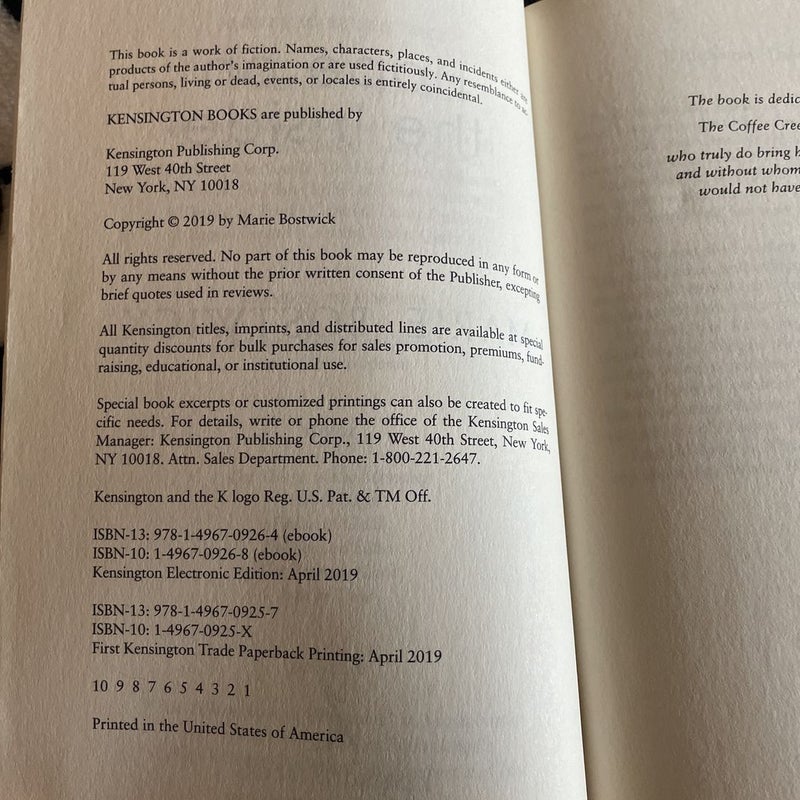 This book is a work of fiction. Names, characters, places, and incidents either are
products of the author's imagination or are used fictitiously. Any resemblance to ac-
tual persons, living or dead, events, or locales is entirely coincidental.
KENSINGTON BOOKS are published by
Kensington Publishing Corp.
119 West 40th Street
New York, NY 10018
Copyright © 2019 by Marie Bostwick
All rights reserved. No part of this book may be reproduced in any form or
by any means without the prior written consent of the Publisher, excepting
brief quotes used in reviews.
All Kensington titles, imprints, and distributed lines are available at special
quantity discounts for bulk purchases for sales promotion, premiums, fund-
raising, educational, or institutional use.
Special book excerpts or customized printings can also be created to fit spe-
cific needs. For details, write or phone the office of the Kensington Sales
Manager: Kensington Publishing Corp., 119 West 40th Street, New York,
NY 10018. Attn. Sales Department. Phone: 1-800-221-2647.
Kensington and the K logo Reg. U.S. Pat. & TM Off.
ISBN-13: 978-1-4967-0926-4 (ebook)
ISBN-10: 1-4967-0926-8 (ebook)
Kensington Electronic Edition: April 2019
ISBN-13: 978-1-4967-0925-7
ISBN-10: 1-4967-0925-X
First Kensington Trade Paperback Printing: April 2019
10 9 8 7 6 5 4 3 2 1
Printed in the United States of America
The book is dedic
The Coffee Cree
who truly do bring h
and without whom
would not have